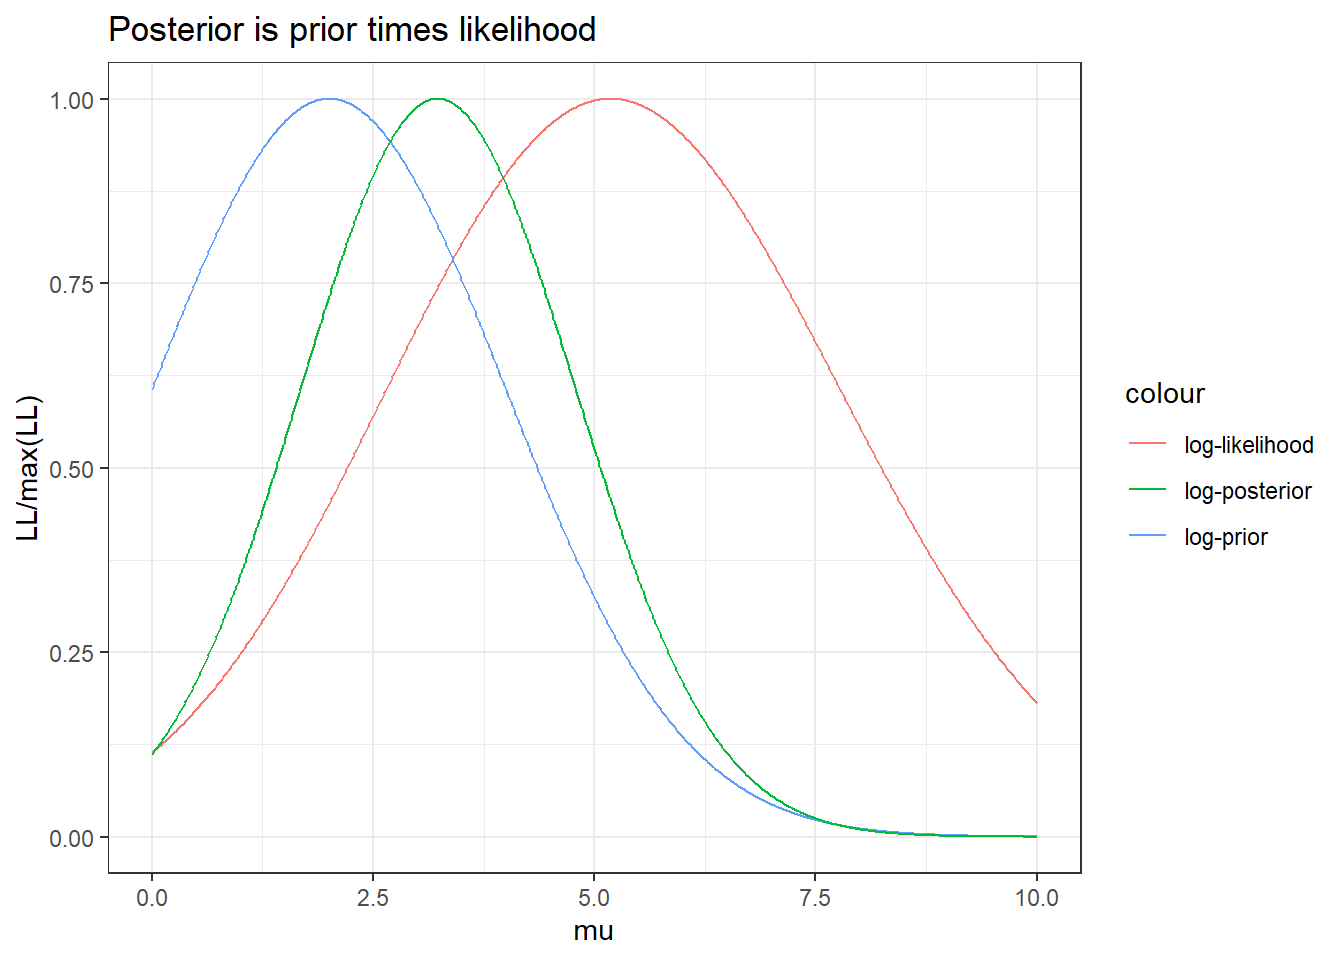 Posterior is prior times likelihood
LL/max(LL)
1.00
0.75
0.50
0.25
0.00
0.0 2.5 5.0 7.5 10.0
mu
colour
log-likelihood
log-posterior
log-prior